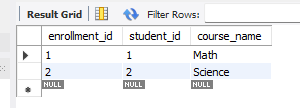 Result Grid Filter Rows:
enrollment_id student_id course_name
1 1 Math
2 2 Science
NULL NULL NULL